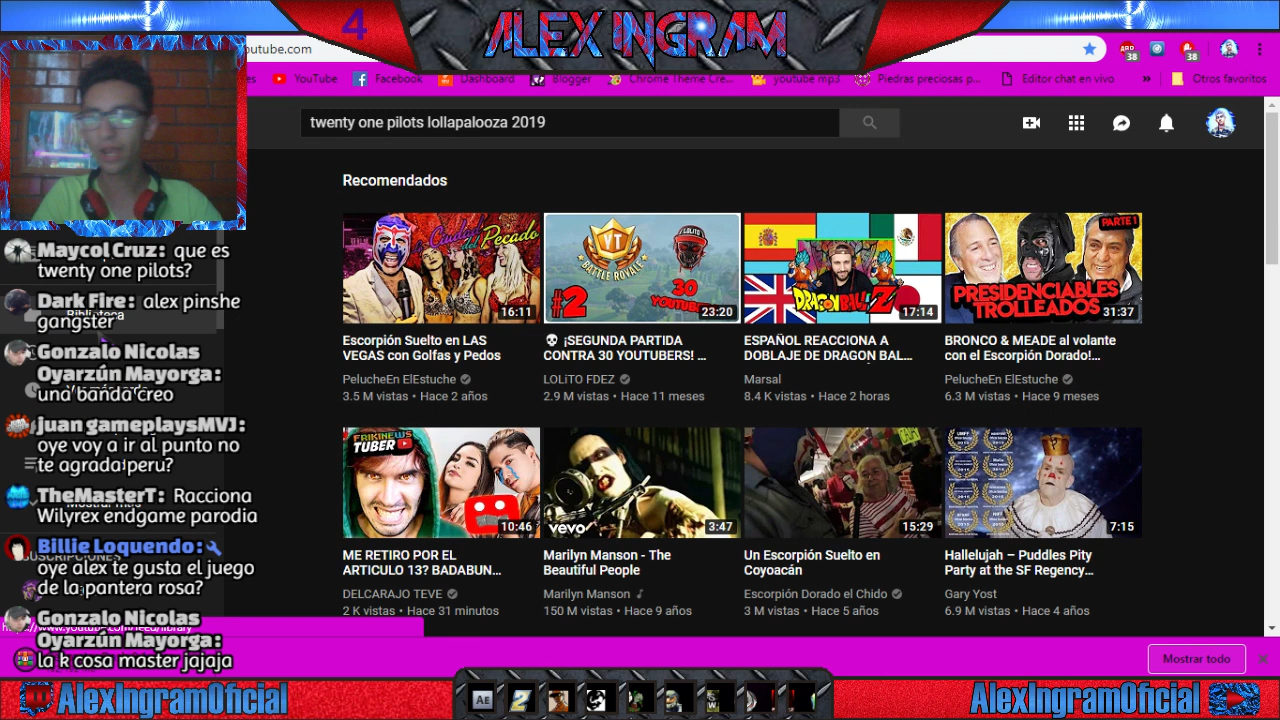 4
ALEX INGRAM
outube.com
YouTube
Facebook
Dashboard
Blogger
Chrome Theme Cre...
youtube mp3
Piedras preciosas p...
Editor chat en vivo
»
Otros favoritos
38
38
twenty one pilots lollapalooza 2019
Recomendados
Ciudad del Pecado
16:11
VT
BATTLE ROYALE
#2
LOLITO
30
23:20
DRAGON BALL Z
17:14
PARTE 1
PRESIDENCIABLES
TROLLEADOS
31:37
Escorpión Suelto en LAS
VEGAS con Golfas y Pedos
PelucheEn ElEstuche
3.5 M vistas • Hace 2 años
¡SEGUNDA PARTIDA
CONTRA 30 YOUTUBERS! ...
LOLiTO FDEZ
2.9 M vistas • Hace 11 meses
ESPAÑOL REACCIONA A
DOBLAJE DE DRAGON BAL...
Marsal
8.4 K vistas • Hace 2 horas
BRONCO & MEADE al volante
con el Escorpión Dorado!...
PelucheEn ElEstuche
6.3 M vistas • Hace 9 meses
FRIKINEWS
TUBER
10:46
vevo
3:47
15:29
7:15
ME RETIRO POR EL
ARTICULO 13? BADABUN...
DELCARAJO TEVE
2 K vistas • Hace 31 minutos
Marilyn Manson - The
Beautiful People
Marilyn Manson
150 M vistas • Hace 9 años
Un Escorpión Suelto en
Coyoacán
Escorpión Dorado el Chido
3 M vistas • Hace 5 años
Hallelujah – Puddles Pity
Party at the SF Regency...
Gary Yost
6.9 M vistas • Hace 4 años
Maycol Cruz: que es
twenty one pilots?
Dark Fire: alex pinshe
gangster
Biblioteca
Gonzalo Nicolas
Oyarzún Mayorga:
una banda creo
juan gameplaysMVJ:
oye voy a ir al punto no
te agrada peru?
TheMasterT: Racciona
Wilyrex endgame parodia
Billie Loquendo:
oye alex te gusta el juego
de la pantera rosa?
Gonzalo Nicolas
Oyarzún Mayorga:
la k cosa master jajaja
Mostrar todo
AlexIngramOficial
Ae
AlexIngramOficial